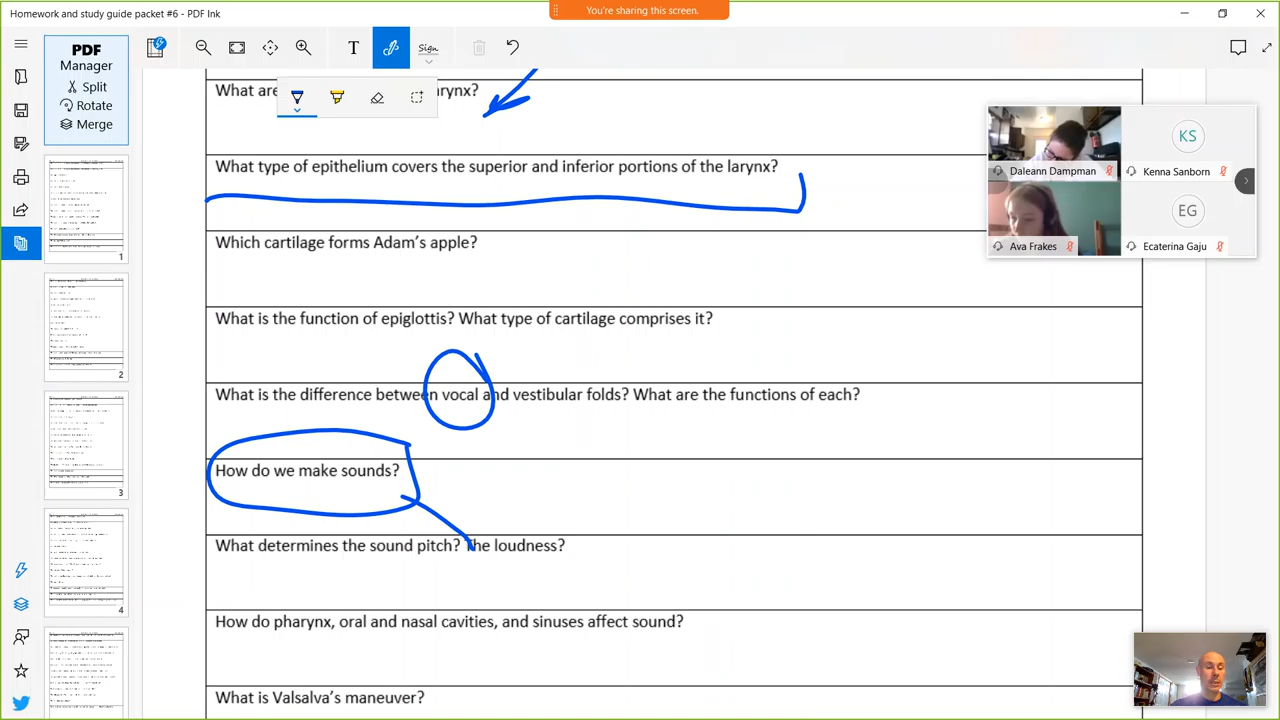 Homework and study guide packet #6 - PDF Ink
You're sharing this screen.
PDF
Manager
Split
Rotate
Merge
T
Sign
1
2
3
4
What are
arynx?
What type of epithelium covers the superior and inferior portions of the larynx?
Which cartilage forms Adam's apple?
What is the function of epiglottis? What type of cartilage comprises it?
What is the difference between vocal and vestibular folds? What are the functions of each?
How do we make sounds?
What determines the sound pitch? The loudness?
How do pharynx, oral and nasal cavities, and sinuses affect sound?
What is Valsalva's maneuver?
Daleann Dampman
KS
Kenna Sanborn
Ava Frakes
EG
Ecaterina Gaju